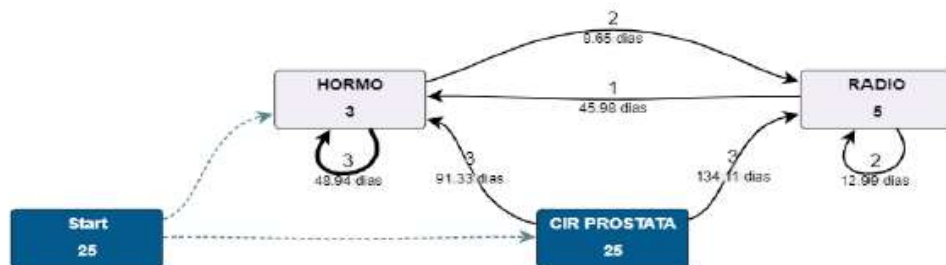 2
9.65 dias
HORMO
3
1
45.98 dias
RADIO
5
3
48.94 dias
3
91.33 dias
3
134.11 dias
2
12.99 dias
Start
25
CIR PROSTATA
25